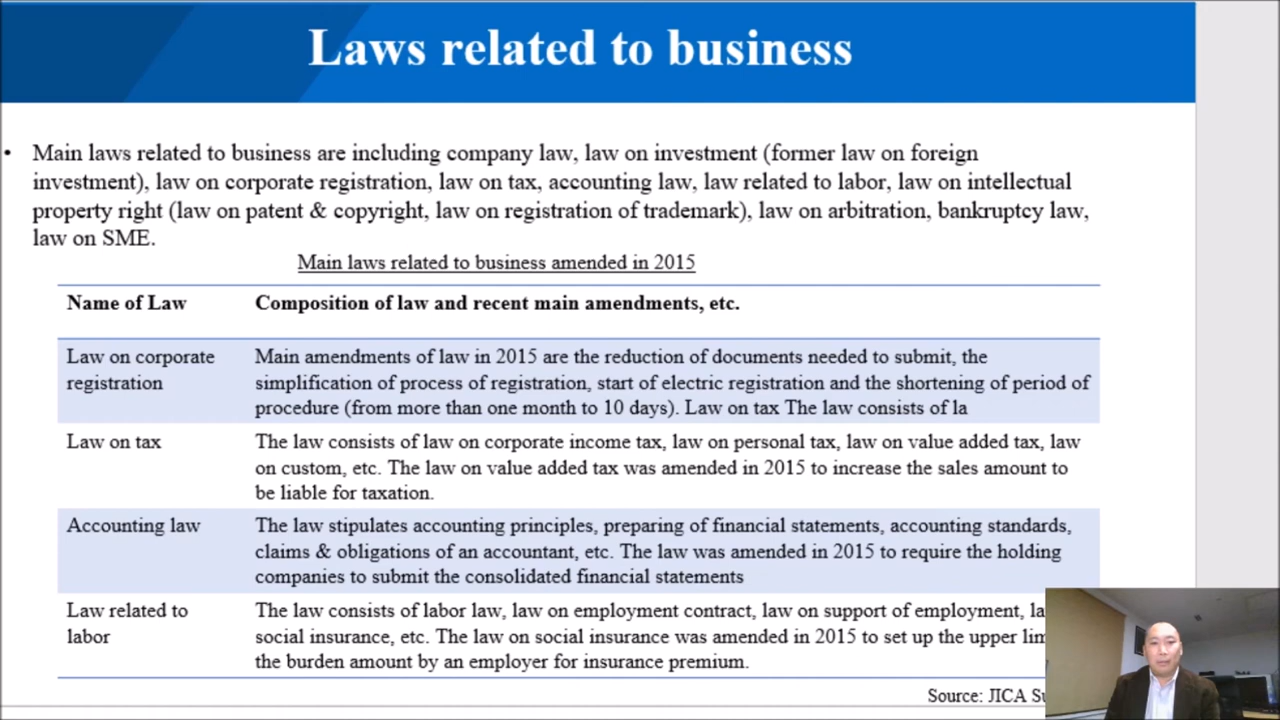 Laws related to business
• Main laws related to business are including company law, law on investment (former law on foreign
investment), law on corporate registration, law on tax, accounting law, law related to labor, law on intellectual
property right (law on patent & copyright, law on registration of trademark), law on arbitration, bankruptcy law,
law on SME.
Main laws related to business amended in 2015
Name of Law Composition of law and recent main amendments, etc.
Law on corporate
registration
Main amendments of law in 2015 are the reduction of documents needed to submit, the
simplification of process of registration, start of electric registration and the shortening of period of
procedure (from more than one month to 10 days). Law on tax The law consists of la
Law on tax
The law consists of law on corporate income tax, law on personal tax, law on value added tax, law
on custom, etc. The law on value added tax was amended in 2015 to increase the sales amount to
be liable for taxation.
Accounting law
The law stipulates accounting principles, preparing of financial statements, accounting standards,
claims & obligations of an accountant, etc. The law was amended in 2015 to require the holding
companies to submit the consolidated financial statements
Law related to
labor
The law consists of labor law, law on employment contract, law on support of employment,
social insurance, etc. The law on social insurance was amended in 2015 to set up the upper
the burden amount by an employer for insurance premium.
Source: JICA